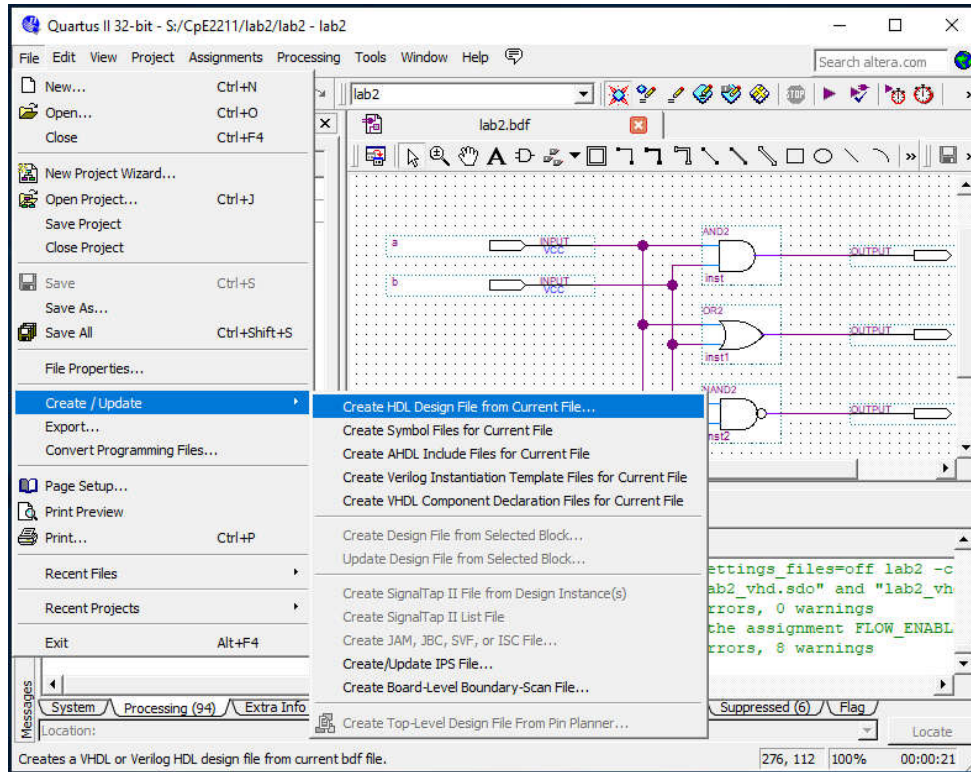 Quartus II 32-bit - S:/CpE2211/lab2/lab2 - lab2
File Edit View Project Assignments Processing Tools Window Help
Search altera.com
New... Ctrl+N
Open... Ctrl+O
Close Ctrl+F4
New Project Wizard...
Open Project... Ctrl+J
Save Project
Close Project
Save Ctrl+S
Save As...
Save All Ctrl+Shift+S
File Properties...
Create / Update
Export...
Convert Programming Files...
Page Setup...
Print Preview
Print... Ctrl+P
Recent Files
Recent Projects
Exit Alt+F4
Create HDL Design File from Current File...
Create Symbol Files for Current File
Create AHDL Include Files for Current File
Create Verilog Instantiation Template Files for Current File
Create VHDL Component Declaration Files for Current File
Create Design File from Selected Block...
Update Design File from Selected Block...
Create SignalTap II File from Design Instance(s)
Create SignalTap II List File
Create JAM, JBC, SVF, or ISC File...
Create/Update IPS File...
Create Board-Level Boundary-Scan File...
Create Top-Level Design File From Pin Planner...
lab2
STOP
lab2.bdf
a INPUT VCC
b INPUT VCC
AND2
inst
OUTPUT
OR2
inst1
OUTPUT
NAND2
nst2
OUTPUT
ettings_files=off lab2 -c
ab2_vhd.sdo" and "lab2_vh
rrors, 0 warnings
the assignment FLOW_ENABL
rrors, 8 warnings
Messages
System Processing (94) Extra Info Suppressed (6) Flag
Location: Locate
Creates a VHDL or Verilog HDL design file from current bdf file. 276, 112 100% 00:00:21